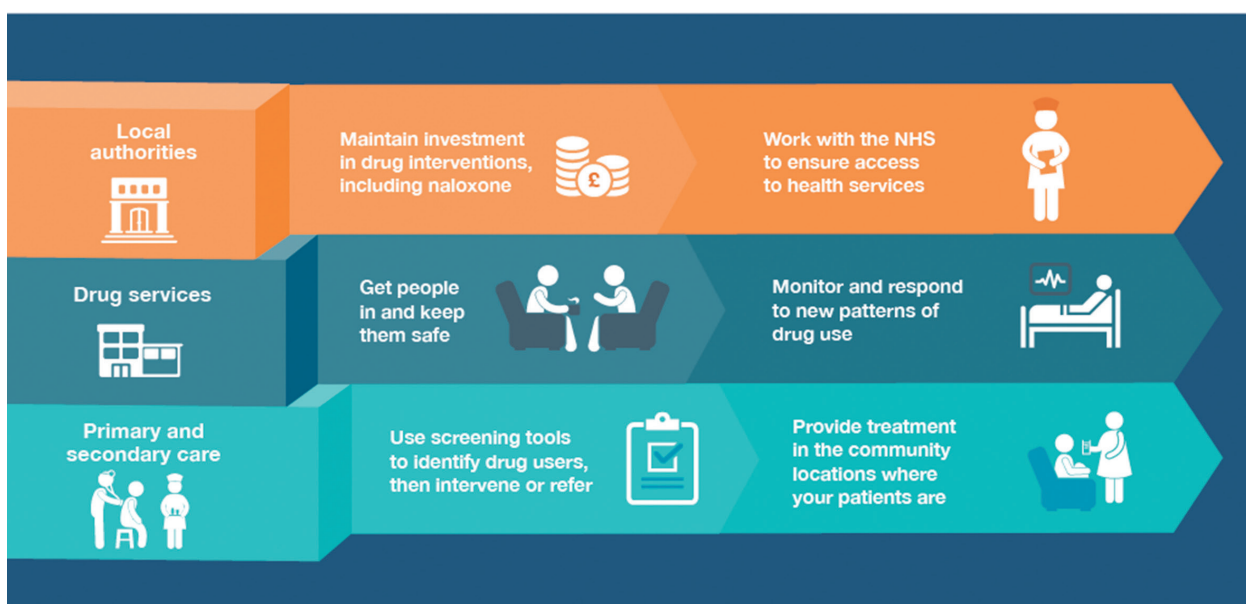 Local
authorities
Maintain investment
in drug interventions,
including naloxone
£
Work with the NHS
to ensure access
to health services
Drug services
Get people
in and keep
them safe
Monitor and respond
to new patterns of
drug use
Primary and
secondary care
Use screening tools
to identify drug users,
then intervene or refer
Provide treatment
in the community
locations where
your patients are